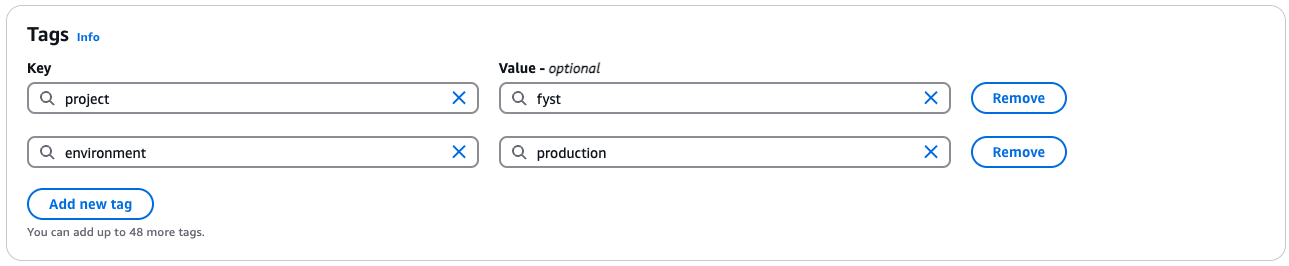 Tags Info
Key Value - optional
project fyst Remove
environment production Remove
Add new tag
You can add up to 48 more tags.